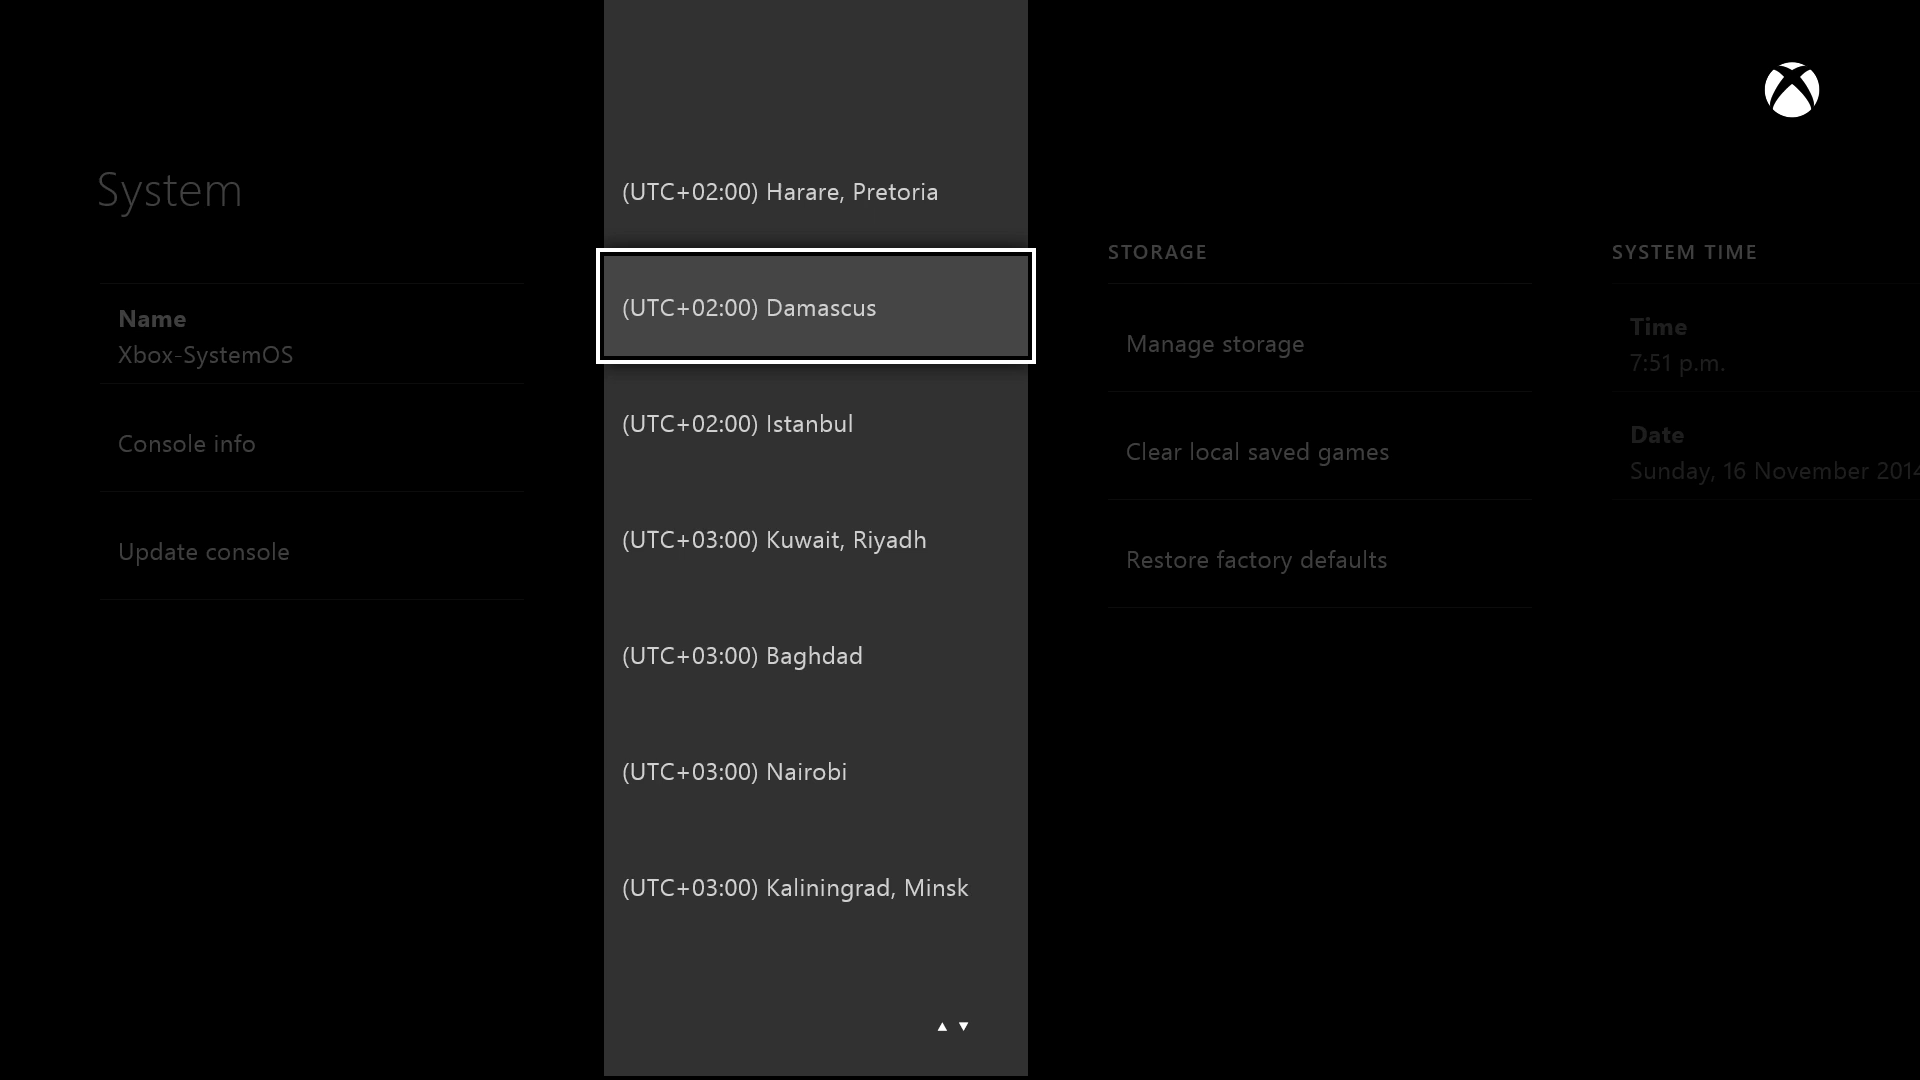 System
Name
Xbox-SystemOS
Console info
Update console
(UTC+02:00) Harare, Pretoria
(UTC+02:00) Damascus
(UTC+02:00) Istanbul
(UTC+03:00) Kuwait, Riyadh
(UTC+03:00) Baghdad
(UTC+03:00) Nairobi
(UTC+03:00) Kaliningrad, Minsk
STORAGE
Manage storage
Clear local saved games
Restore factory defaults
SYSTEM TIME
Time
7:51 p.m.
Date
Sunday, 16 November 2014